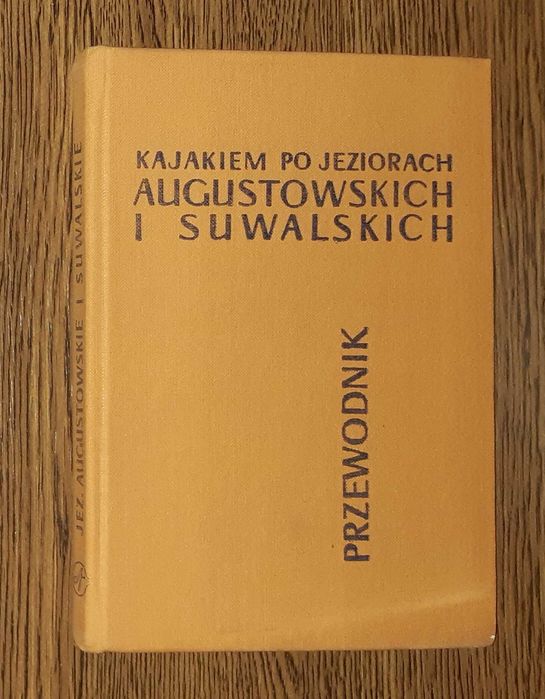 KAJAKIEM PO JEZIORACH
AUGUSTOWSKICH
I SUWALSKICH
PRZEWODNIK
JEZ. AUGUSTOWSKIE I SUWALSKIE